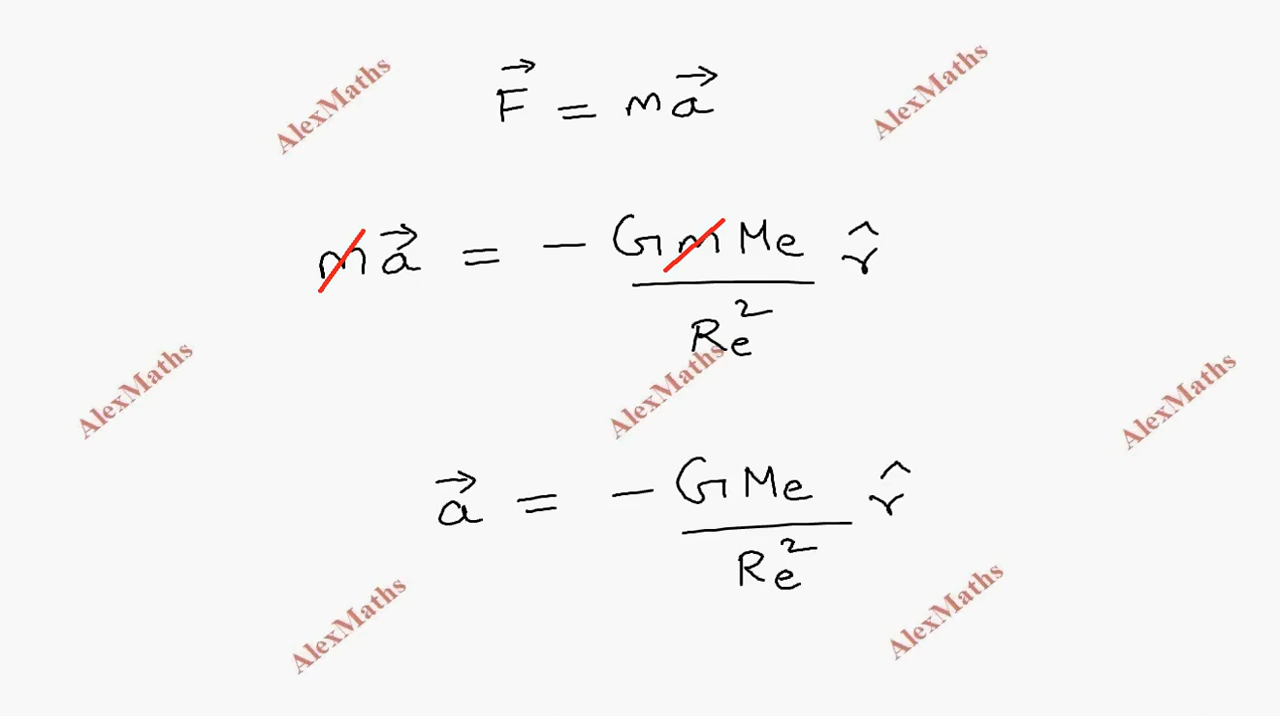 AlexMaths
AlexMaths
F⃗ = ma⃗
ma⃗ = - GmMe/Re² r̂
AlexMaths
AlexMaths
AlexMaths
a⃗ = - GMe/Re² r̂
AlexMaths
AlexMaths